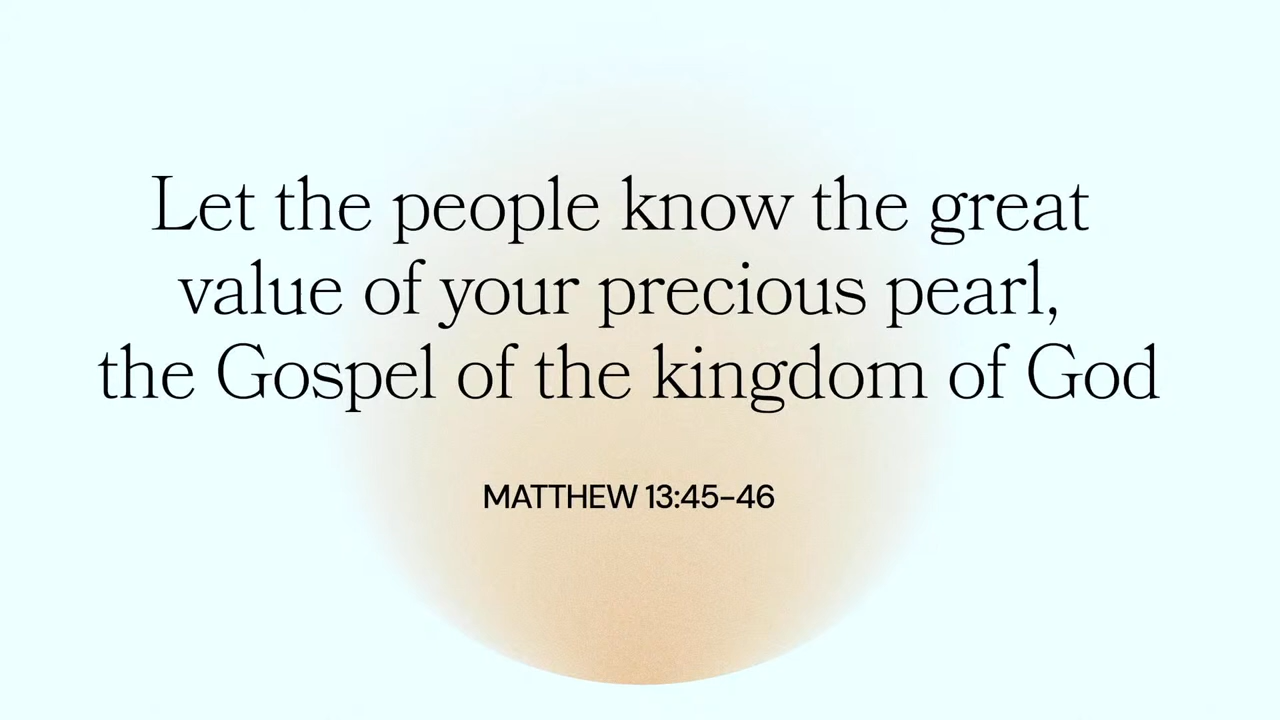 Let the people know the great
value of your precious pearl,
the Gospel of the kingdom of God
MATTHEW 13:45–46